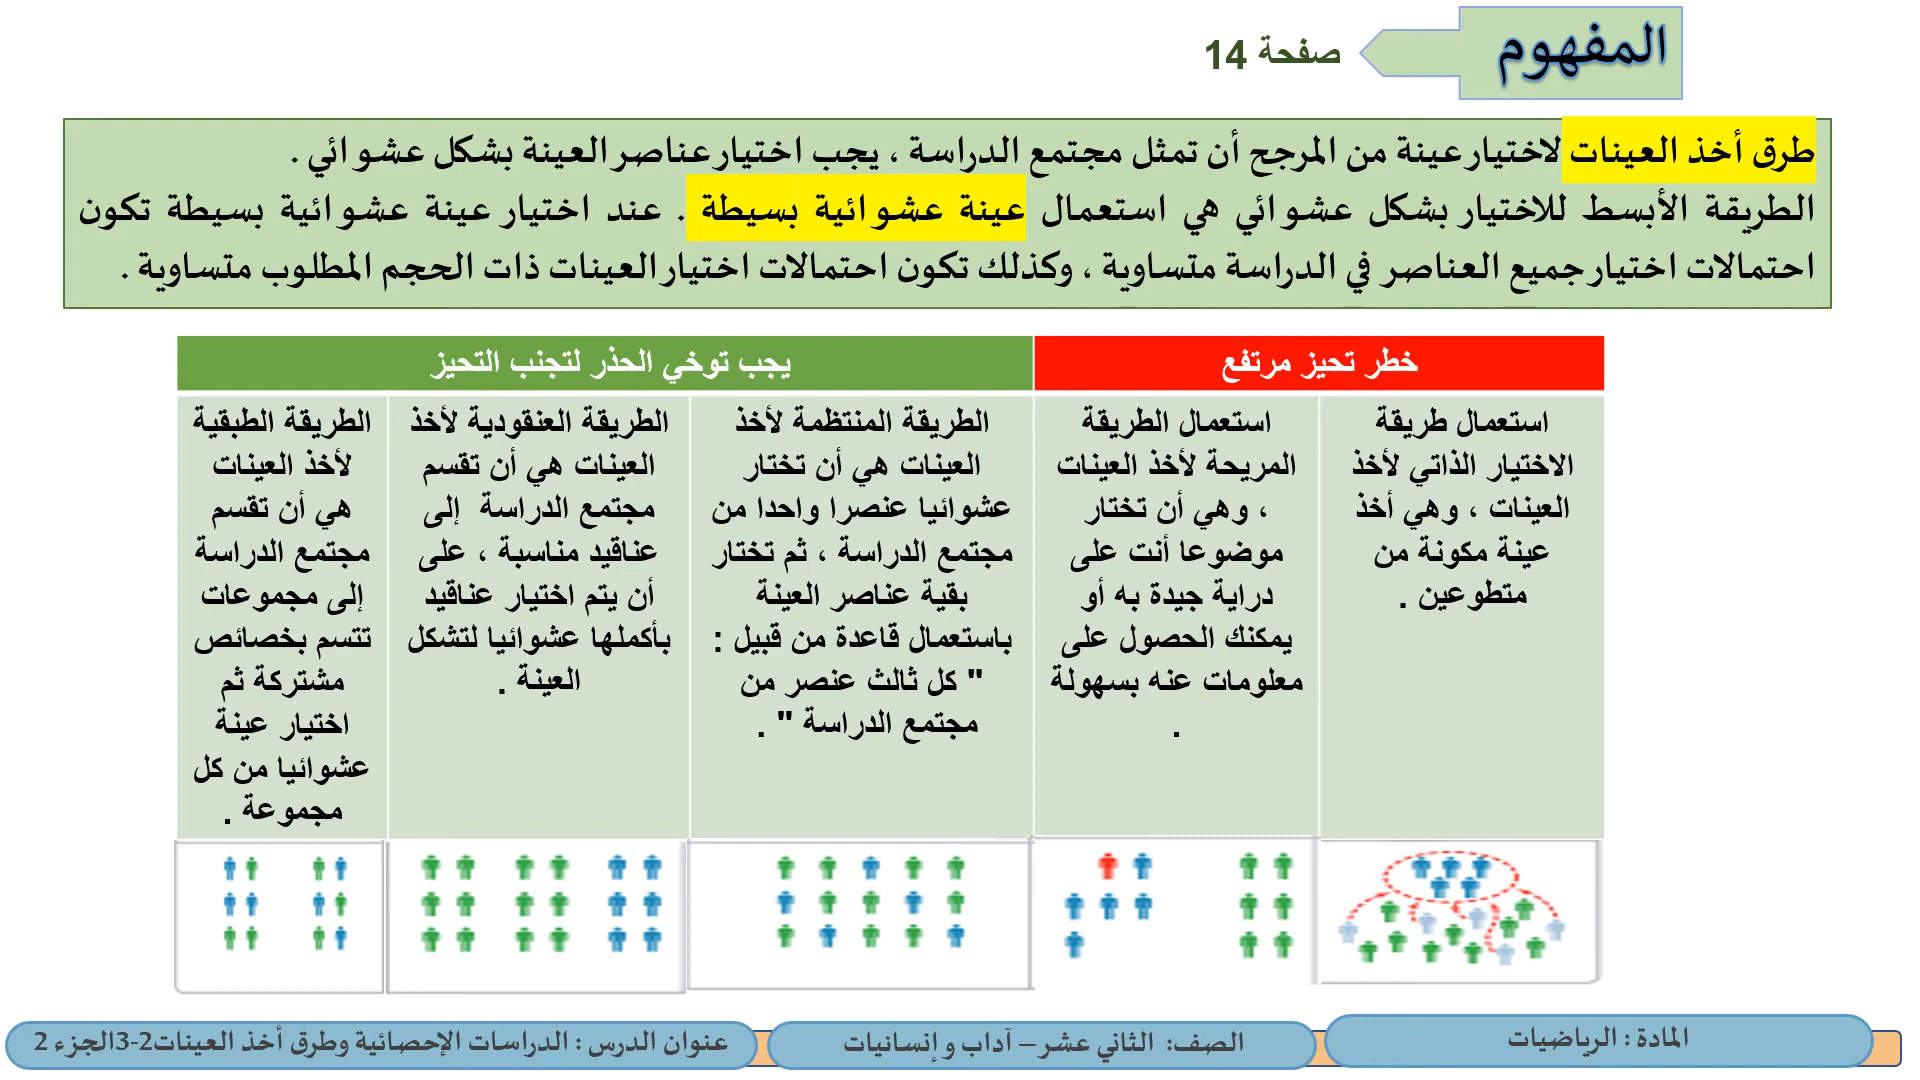 المفهوم
صفحة 14
طرق أخذ العينات لاختيار عينة من المرجح أن تمثل مجتمع الدراسة ، يجب اختيار عناصر العينة بشكل عشوائي .
الطريقة الأبسط للاختيار بشكل عشوائي هي استعمال عينة عشوائية بسيطة . عند اختيار عينة عشوائية بسيطة تكون
احتمالات اختيار جميع العناصر في الدراسة متساوية ، وكذلك تكون احتمالات اختيار العينات ذات الحجم المطلوب متساوية .
خطر تحيز مرتفع
يجب توخي الحذر لتجنب التحيز
استعمال طريقة
الاختيار الذاتي لأخذ
العينات ، وهي أخذ
عينة مكونة من
متطوعين .
استعمال الطريقة
المريحة لأخذ العينات
، وهي أن تختار
موضوعا أنت على
دراية جيدة به أو
يمكنك الحصول على
معلومات عنه بسهولة
.
الطريقة المنتظمة لأخذ
العينات هي أن تختار
عشوائيا عنصرا واحدا من
مجتمع الدراسة ، ثم تختار
بقية عناصر العينة
باستعمال قاعدة من قبيل :
" كل ثالث عنصر من
مجتمع الدراسة " .
الطريقة العنقودية لأخذ
العينات هي أن تقسم
مجتمع الدراسة إلى
عناقيد مناسبة ، على
أن يتم اختيار عناقيد
بأكملها عشوائيا لتشكل
العينة .
الطريقة الطبقية
لأخذ العينات
هي أن تقسم
مجتمع الدراسة
إلى مجموعات
تتسم بخصائص
مشتركة ثم
اختيار عينة
عشوائيا من كل
مجموعة .
المادة : الرياضيات
الصف: الثاني عشر – آداب وإنسانيات
عنوان الدرس : الدراسات الإحصائية وطرق أخذ العينات2-3الجزء 2